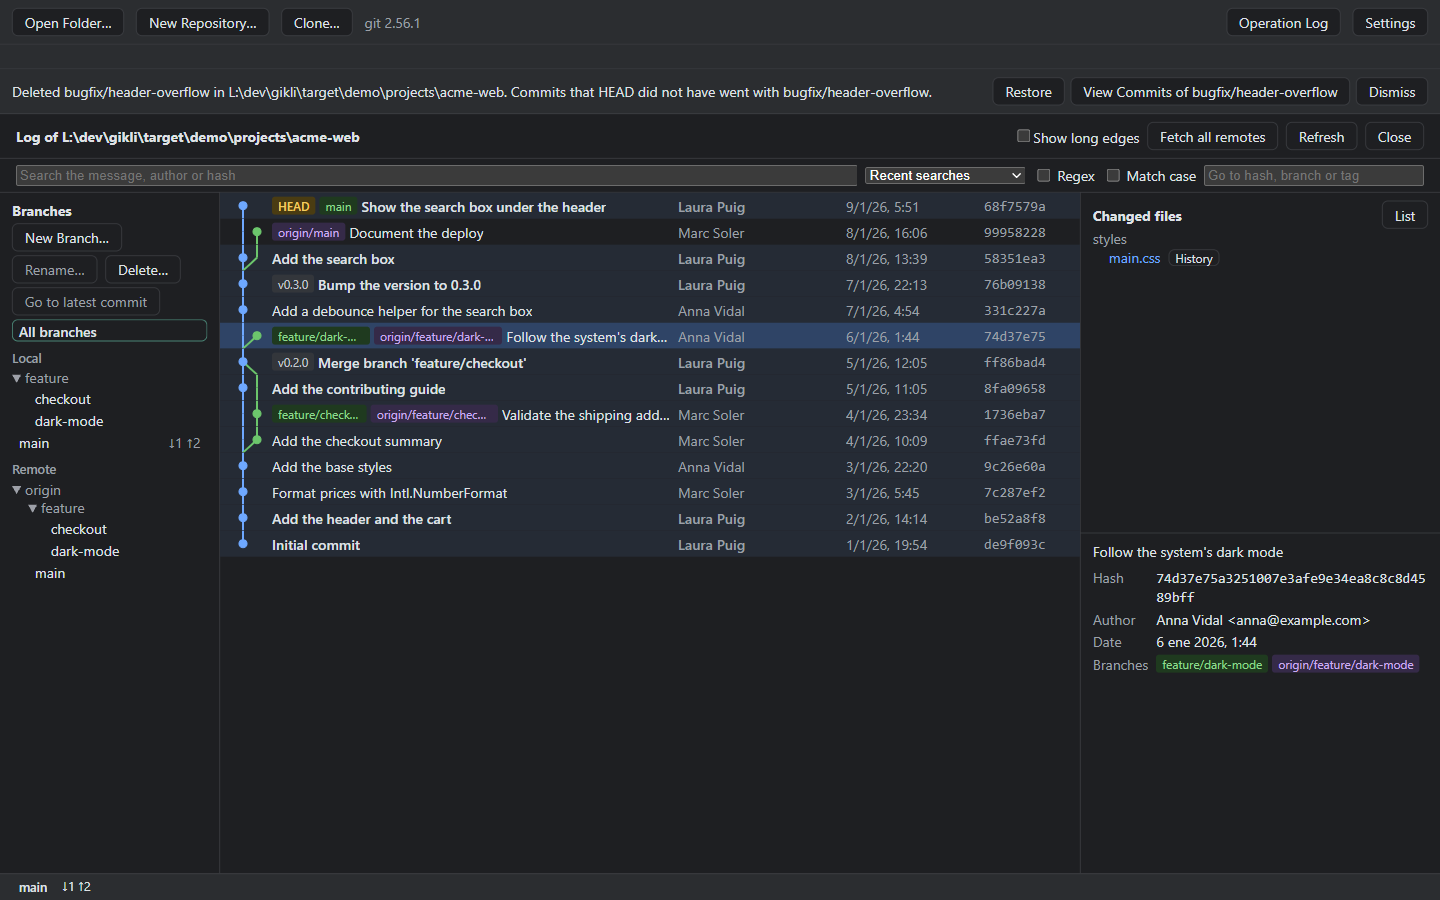 Open Folder... New Repository... Clone... git 2.56.1 Operation Log Settings
Deleted bugfix/header-overflow in L:\dev\gikli\target\demo\projects\acme-web. Commits that HEAD did not have went with bugfix/header-overflow. Restore View Commits of bugfix/header-overflow Dismiss
Log of L:\dev\gikli\target\demo\projects\acme-web Show long edges Fetch all remotes Refresh Close
Search the message, author or hash Recent searches Regex Match case Go to hash, branch or tag
Branches
New Branch...
Rename... Delete...
Go to latest commit
All branches
Local
feature
checkout
dark-mode
main ↓1 ↑2
Remote
origin
feature
checkout
dark-mode
main
HEAD main Show the search box under the header Laura Puig 9/1/26, 5:51 68f7579a
origin/main Document the deploy Marc Soler 8/1/26, 16:06 99958228
Add the search box Laura Puig 8/1/26, 13:39 58351ea3
v0.3.0 Bump the version to 0.3.0 Laura Puig 7/1/26, 22:13 76b09138
Add a debounce helper for the search box Anna Vidal 7/1/26, 4:54 331c227a
feature/dark-... origin/feature/dark-... Follow the system's dark... Anna Vidal 6/1/26, 1:44 74d37e75
v0.2.0 Merge branch 'feature/checkout' Laura Puig 5/1/26, 12:05 ff86bad4
Add the contributing guide Laura Puig 5/1/26, 11:05 8fa09658
feature/check... origin/feature/chec... Validate the shipping add... Marc Soler 4/1/26, 23:34 1736eba7
Add the checkout summary Marc Soler 4/1/26, 10:09 ffae73fd
Add the base styles Anna Vidal 3/1/26, 22:20 9c26e60a
Format prices with Intl.NumberFormat Marc Soler 3/1/26, 5:45 7c287ef2
Add the header and the cart Laura Puig 2/1/26, 14:14 be52a8f8
Initial commit Laura Puig 1/1/26, 19:54 de9f093c
Changed files List
styles
main.css History
Follow the system's dark mode
Hash 74d37e75a3251007e3afe9e34ea8c8c8d45
89bff
Author Anna Vidal <anna@example.com>
Date 6 ene 2026, 1:44
Branches feature/dark-mode origin/feature/dark-mode
main ↓1 ↑2